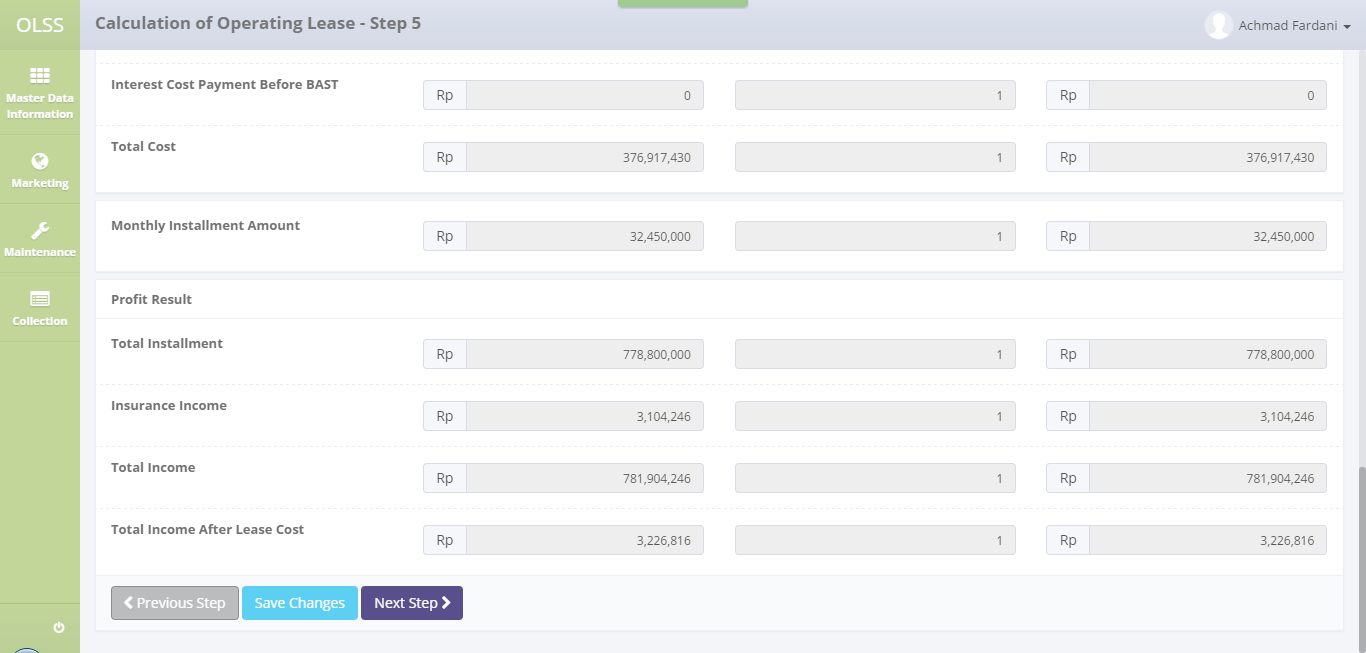 OLSS
Calculation of Operating Lease - Step 5
Achmad Fardani
Master Data
Information
Marketing
Maintenance
Collection
Interest Cost Payment Before BAST
Rp 0 1 Rp 0
Total Cost
Rp 376,917,430 1 Rp 376,917,430
Monthly Installment Amount
Rp 32,450,000 1 Rp 32,450,000
Profit Result
Total Installment
Rp 778,800,000 1 Rp 778,800,000
Insurance Income
Rp 3,104,246 1 Rp 3,104,246
Total Income
Rp 781,904,246 1 Rp 781,904,246
Total Income After Lease Cost
Rp 3,226,816 1 Rp 3,226,816
Previous Step Save Changes Next Step